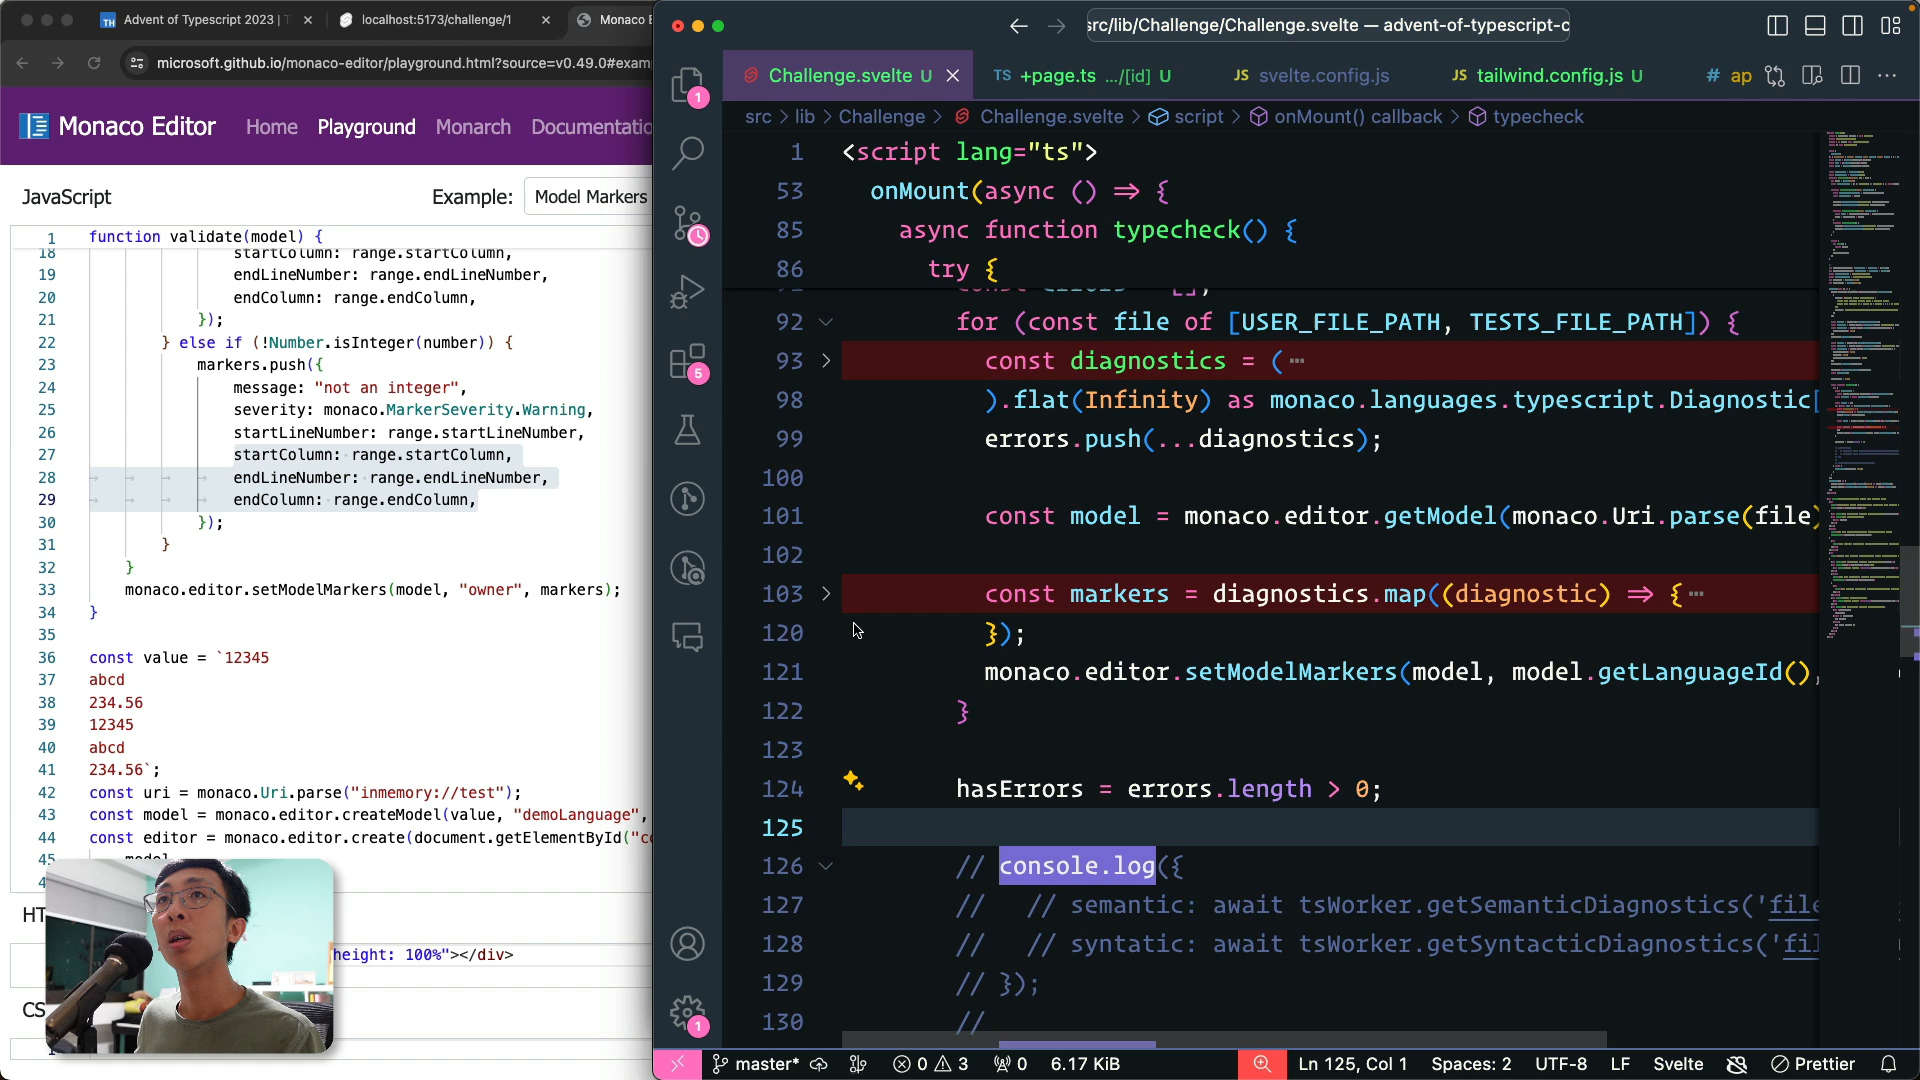 Advent of Typescript 2023 |
localhost:5173/challenge/1
Monaco E
microsoft.github.io/monaco-editor/playground.html?source=v0.49.0#exam
Monaco Editor
Home
Playground
Monarch
Documentatio
JavaScript
Example:
Model Markers
1 function validate(model) {
18 startColumn: range.startColumn,
19 endLineNumber: range.endLineNumber,
20 endColumn: range.endColumn,
21 });
22 } else if (!Number.isInteger(number)) {
23 markers.push({
24 message: "not an integer",
25 severity: monaco.MarkerSeverity.Warning,
26 startLineNumber: range.startLineNumber,
27 startColumn: range.startColumn,
28 endLineNumber: range.endLineNumber,
29 endColumn: range.endColumn,
30 });
31 }
32 }
33 monaco.editor.setModelMarkers(model, "owner", markers);
34 }
35
36 const value = `12345
37 abcd
38 234.56
39 12345
40 abcd
41 234.56`;
42 const uri = monaco.Uri.parse("inmemory://test");
43 const model = monaco.editor.createModel(value, "demoLanguage",
44 const editor = monaco.editor.create(document.getElementById("co
45 model
HT
height: 100%"></div>
CS
src/lib/Challenge/Challenge.svelte — advent-of-typescript-c
Challenge.svelte U
TS +page.ts .../[id] U
JS svelte.config.js
JS tailwind.config.js U
# ap
src > lib > Challenge > Challenge.svelte > script > onMount() callback > typecheck
1 <script lang="ts">
53 onMount(async () => {
85 async function typecheck() {
86 try {
92 for (const file of [USER_FILE_PATH, TESTS_FILE_PATH]) {
93 const diagnostics = (…
98 ).flat(Infinity) as monaco.languages.typescript.Diagnostic[
99 errors.push(...diagnostics);
100
101 const model = monaco.editor.getModel(monaco.Uri.parse(file)
102
103 const markers = diagnostics.map((diagnostic) => {…
120 });
121 monaco.editor.setModelMarkers(model, model.getLanguageId(),
122 }
123
124 hasErrors = errors.length > 0;
125
126 // console.log({
127 // // semantic: await tsWorker.getSemanticDiagnostics('file
128 // // syntatic: await tsWorker.getSyntacticDiagnostics('fil
129 // });
130 //
1
5
1
master*
0
3
0
6.17 KiB
Ln 125, Col 1
Spaces: 2
UTF-8
LF
Svelte
Prettier